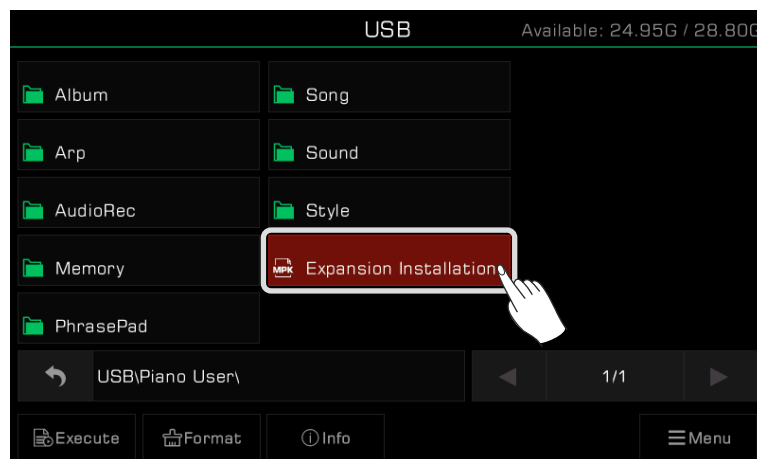 USB
Available: 24.95G / 28.80G
Album
Song
Arp
Sound
AudioRec
Style
Memory
MPK Expansion Installation
PhrasePad
USB\Piano User\
1/1
Execute
Format
Info
Menu